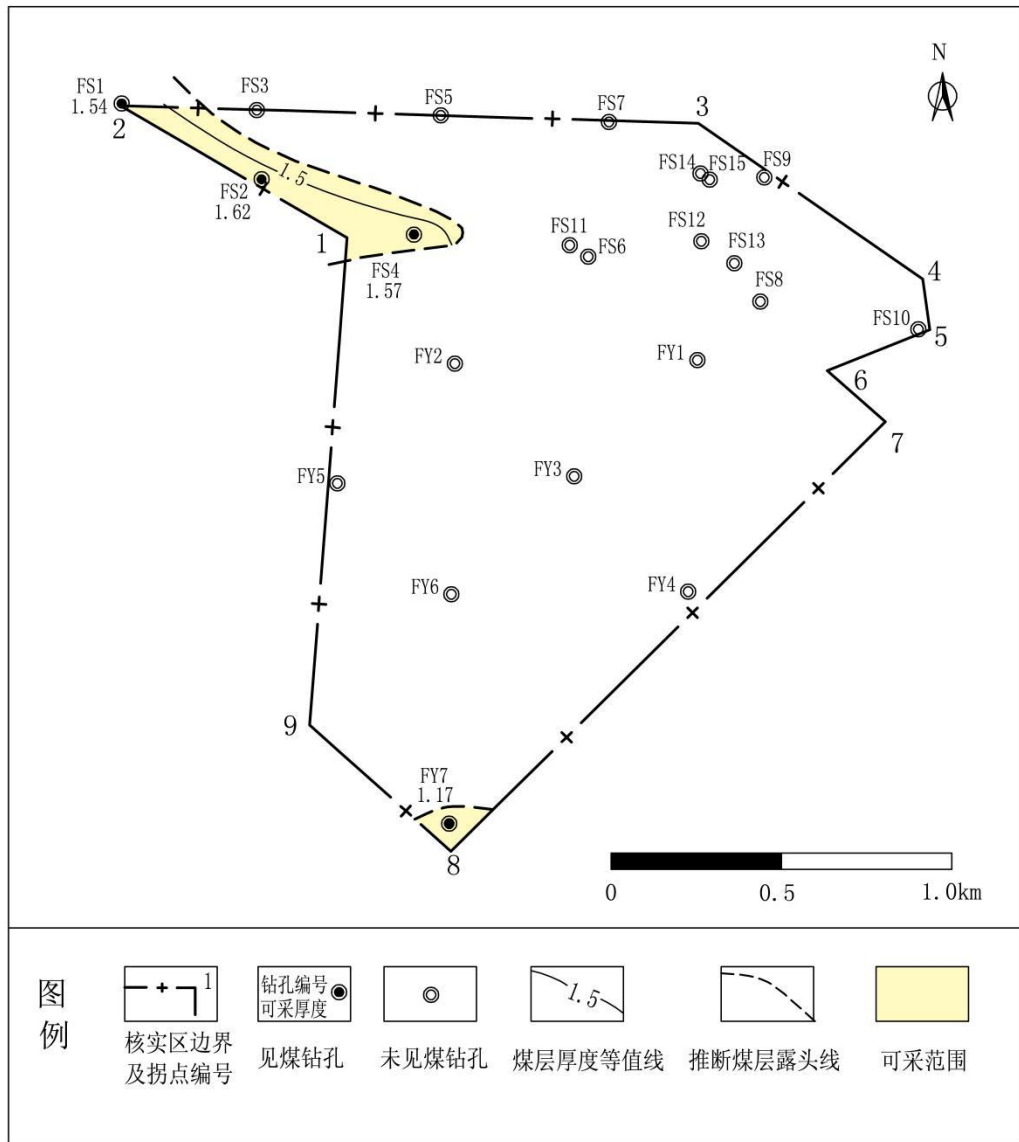 N
FS1
1.54
2
FS3
FS5
FS7
3
FS14
FS15
FS9
1.5
FS2
1.62
1
FS4
1.57
FS11
FS6
FS12
FS13
FS8
4
FS10
5
FY2
FY1
6
7
FY5
FY3
FY6
FY4
9
FY7
1.17
8
0
0.5
1.0km
图
例
1
核实区边界
及拐点编号
钻孔编号
可采厚度
见煤钻孔
未见煤钻孔
1.5
煤层厚度等值线
推断煤层露头线
可采范围